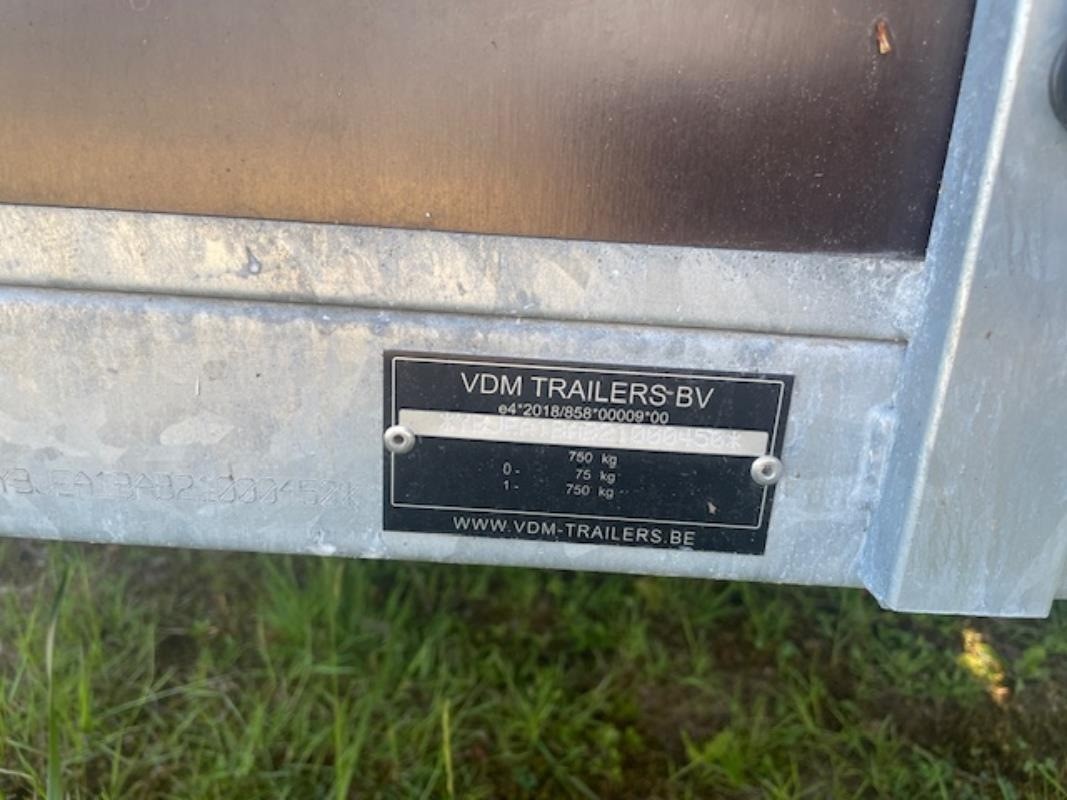 VDM TRAILERS BV
e4*2018/858*00009*00
750 kg
0- 75 kg
1- 750 kg
WWW.VDM-TRAILERS.BE